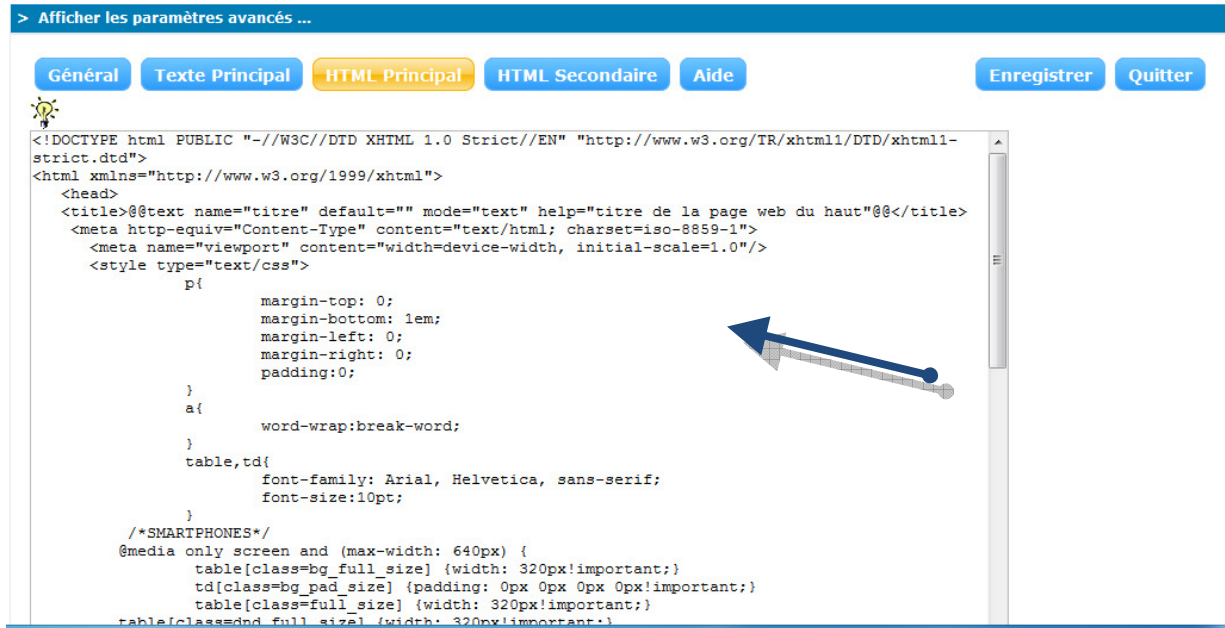 > Afficher les paramètres avancés ...
Général Texte Principal HTML Principal HTML Secondaire Aide Enregistrer Quitter
<!DOCTYPE html PUBLIC "-//W3C//DTD XHTML 1.0 Strict//EN" "http://www.w3.org/TR/xhtml1/DTD/xhtml1-
strict.dtd">
<html xmlns="http://www.w3.org/1999/xhtml">
<head>
<title>@@text name="titre" default="" mode="text" help="titre de la page web du haut"@@</title>
<meta http-equiv="Content-Type" content="text/html; charset=iso-8859-1">
<meta name="viewport" content="width=device-width, initial-scale=1.0"/>
<style type="text/css">
p{
margin-top: 0;
margin-bottom: 1em;
margin-left: 0;
margin-right: 0;
padding:0;
}
a{
word-wrap:break-word;
}
table,td{
font-family: Arial, Helvetica, sans-serif;
font-size:10pt;
}
/*SMARTPHONES*/
@media only screen and (max-width: 640px) {
table[class=bg_full_size] {width: 320px!important;}
td[class=bg_pad_size] {padding: 0px 0px 0px 0px!important;}
table[class=full_size] {width: 320px!important;}
table[class=dnd_full_size] {width: 320px!important;}